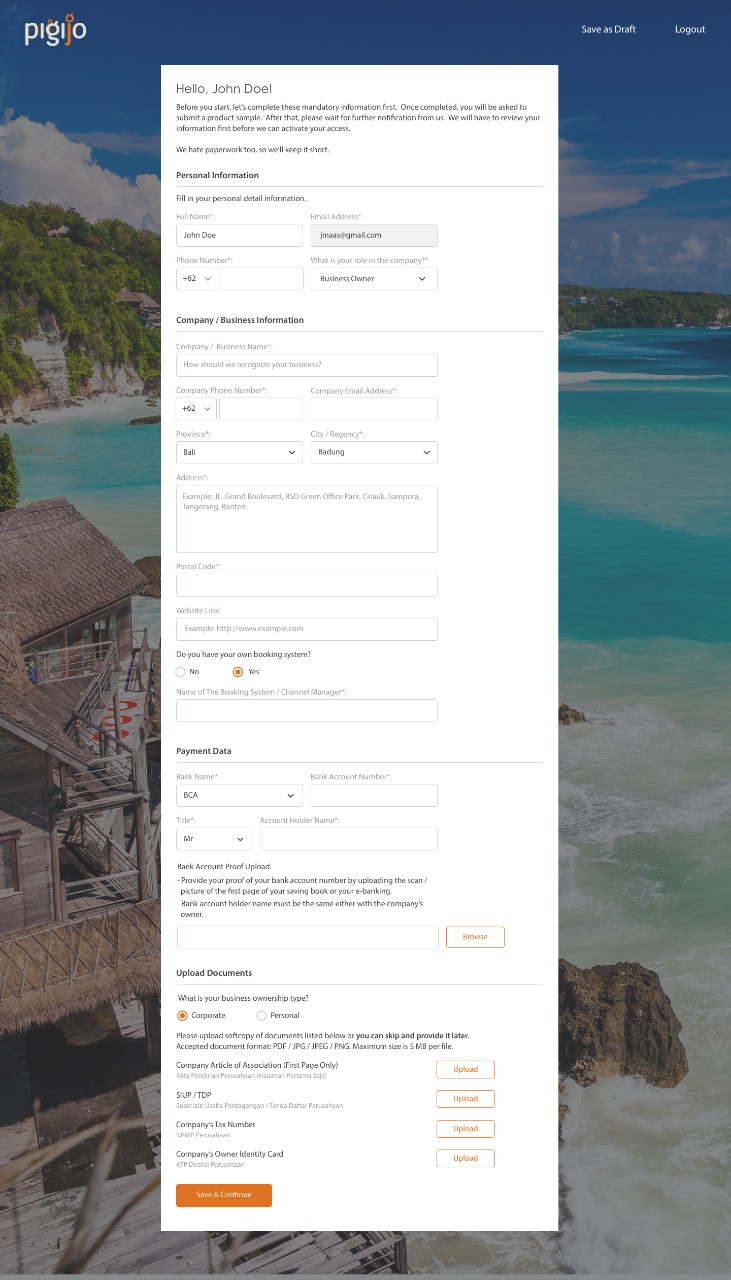 pigijo
Save as Draft
Logout
Hello, John Doe!
Before you start, let's complete these mandatory information first. Once completed, you will be asked to
submit a product sample. After that, please wait for further notification from us. We will have to review your
information first before we can activate your access.
We hate paperwork too, so we'll keep it short.
Personal Information
Fill in your personal detail information.
Full Name*:
Email Address*:
John Doe
jmaas@gmail.com
Phone Number*:
What is your role in the company?*
+62
Business Owner
Company / Business Information
Company / Business Name*:
How should we recognize your business?
Company Phone Number*:
Company Email Address*:
+62
Province*:
City / Regency*:
Bali
Badung
Address*:
Example: JL. Grand Boulevard, BSD Green Office Park, Cisauk, Sampora,
Tangerang, Banten.
Postal Code*:
Website Link:
Example: http://www.example.com
Do you have your own booking system?
No
Yes
Name of The Booking System / Channel Manager*:
Payment Data
Bank Name*:
Bank Account Number*:
BCA
Title*:
Account Holder Name*:
Mr
Bank Account Proof Upload:
- Provide your proof of your bank account number by uploading the scan /
picture of the first page of your saving book or your e-banking.
- Bank account holder name must be the same either with the company's
owner.
Browse
Upload Documents
What is your business ownership type?
Corporate
Personal
Please upload softcopy of documents listed below or you can skip and provide it later.
Accepted document format: PDF / JPG / JPEG / PNG. Maximum size is 5 MB per file.
Company Article of Association (First Page Only)
Akta Pendirian Perusahaan (Halaman Pertama Saja)
Upload
SIUP / TDP
Surat Izin Usaha Perdagangan / Tanda Daftar Perusahaan
Upload
Company's Tax Number
NPWP Perusahaan
Upload
Company's Owner Identity Card
KTP Direksi Perusahaan
Upload
Save & Continue